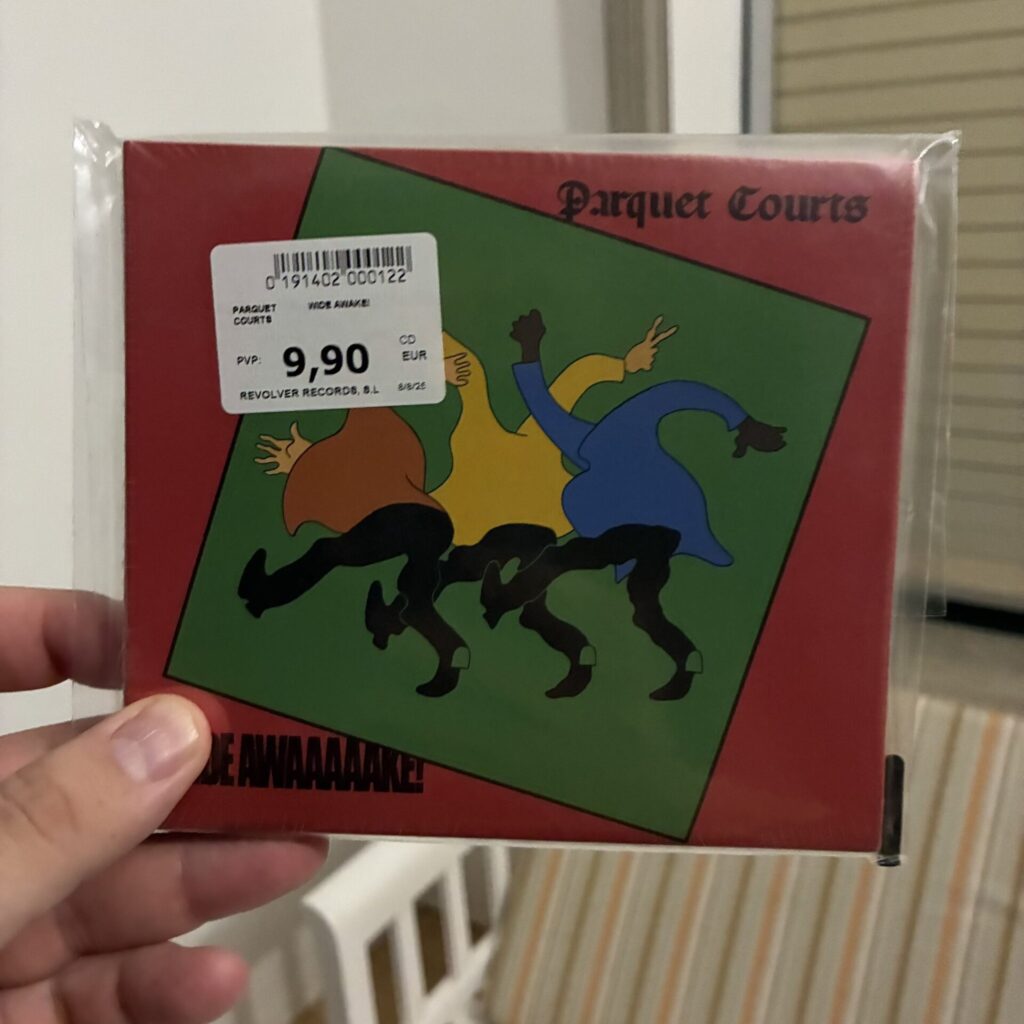 Parquet Courts
0 191402 000122
PARQUET COURTS
WIDE AWAKE!
PVP: 9,90 CD EUR
REVOLVER RECORDS, S.L 8/8/25
IDE AWAAAAAKE!